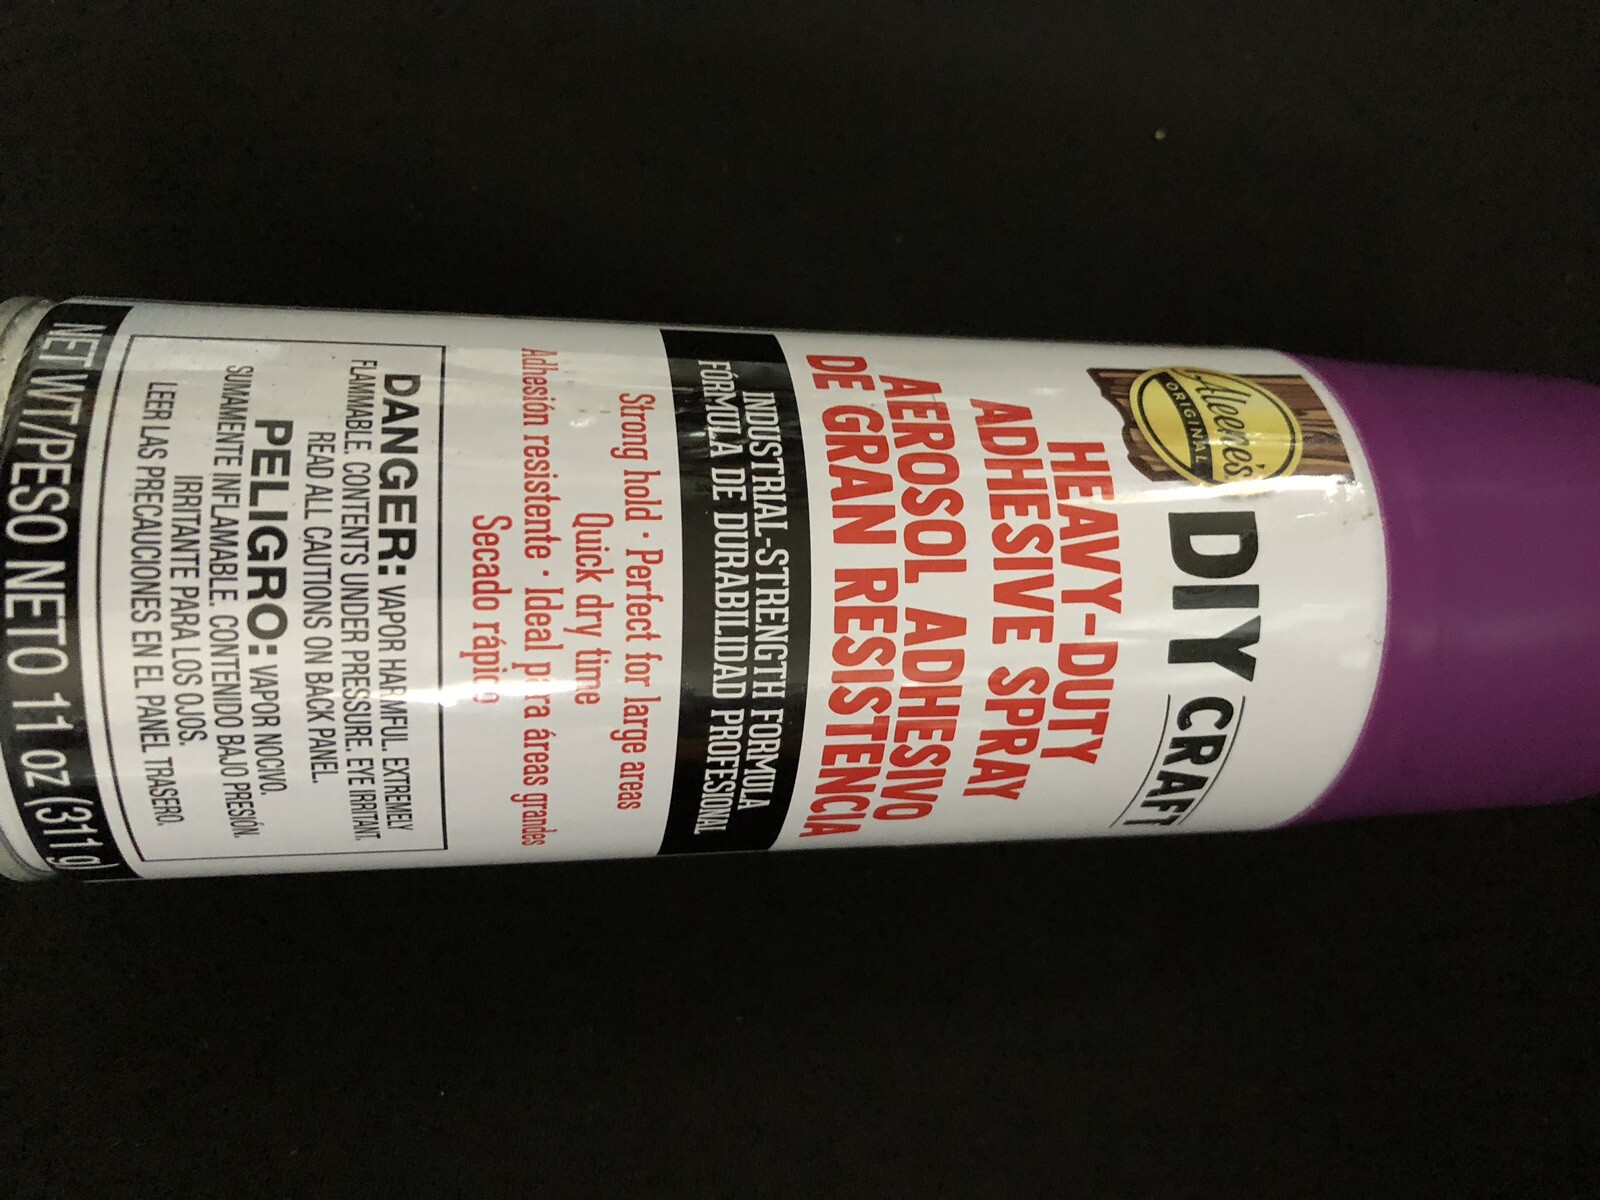 Aleene's
ORIGINAL
DIY CRAFT
HEAVY-DUTY
ADHESIVE SPRAY
AEROSOL ADHESIVO
DE GRAN RESISTENCIA
INDUSTRIAL-STRENGTH FORMULA
FÓRMULA DE DURABILIDAD PROFESIONAL
Strong hold · Perfect for large areas
Quick dry time
Adhesión resistente · Ideal para áreas grandes
Secado rápido
DANGER: VAPOR HARMFUL. EXTREMELY
FLAMMABLE. CONTENTS UNDER PRESSURE. EYE IRRITANT.
READ ALL CAUTIONS ON BACK PANEL.
PELIGRO: VAPOR NOCIVO.
SUMAMENTE INFLAMABLE. CONTENIDO BAJO PRESIÓN.
IRRITANTE PARA LOS OJOS.
LEER LAS PRECAUCIONES EN EL PANEL TRASERO.
NET WT/PESO NETO 11 oz (311 g)